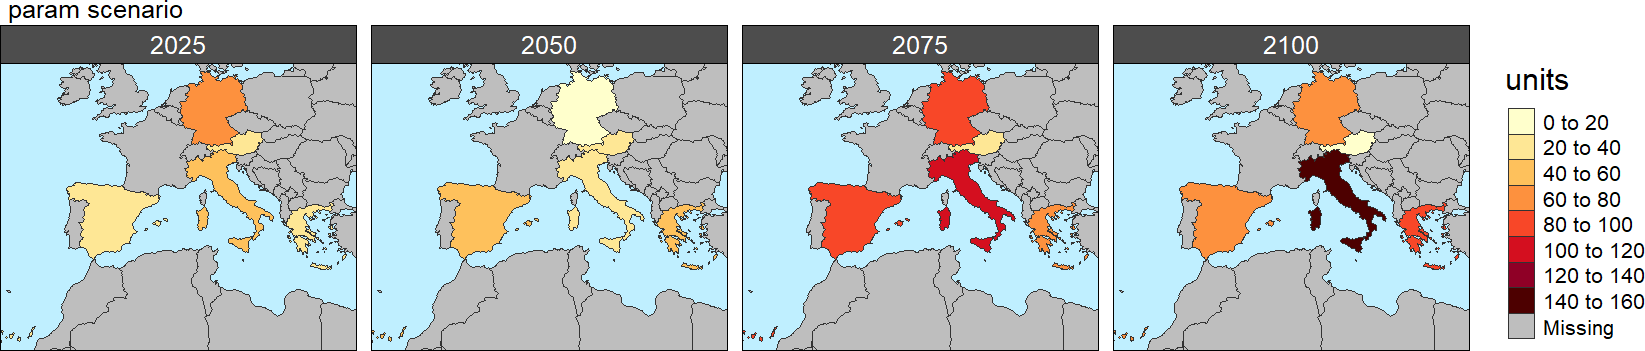 param scenario
2025
2050
2075
2100
units
0 to 20
20 to 40
40 to 60
60 to 80
80 to 100
100 to 120
120 to 140
140 to 160
Missing